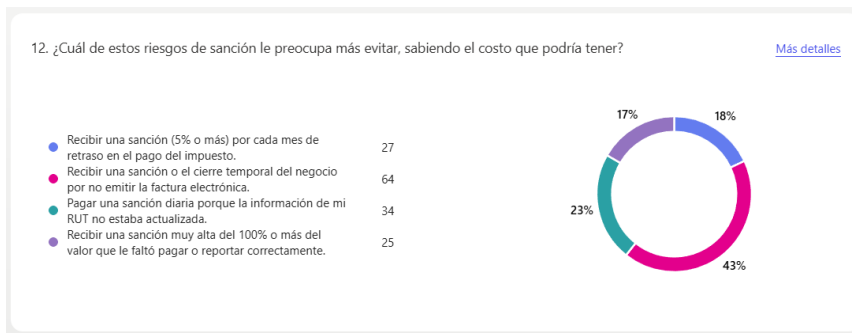 12. ¿Cuál de estos riesgos de sanción le preocupa más evitar, sabiendo el costo que podría tener?
Más detalles
Recibir una sanción (5% o más) por cada mes de
retraso en el pago del impuesto.
27
Recibir una sanción o el cierre temporal del negocio
por no emitir la factura electrónica.
64
Pagar una sanción diaria porque la información de mi
RUT no estaba actualizada.
34
Recibir una sanción muy alta del 100% o más del
valor que le faltó pagar o reportar correctamente.
25
17%
18%
23%
43%